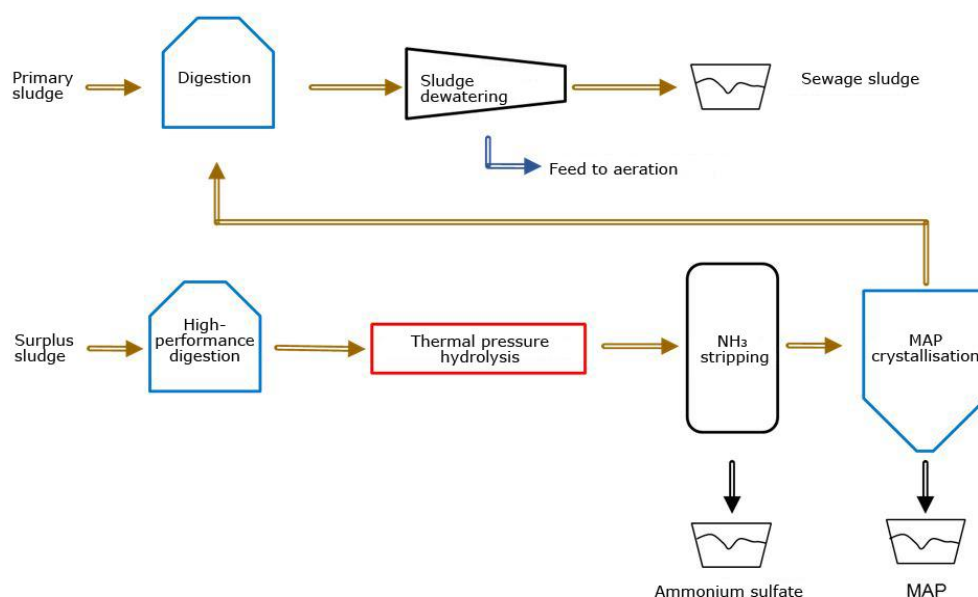 Primary
sludge
Digestion
Sludge
dewatering
Sewage sludge
Feed to aeration
Surplus
sludge
High-
performance
digestion
Thermal pressure
hydrolysis
NH₃
stripping
MAP
crystallisation
Ammonium sulfate
MAP